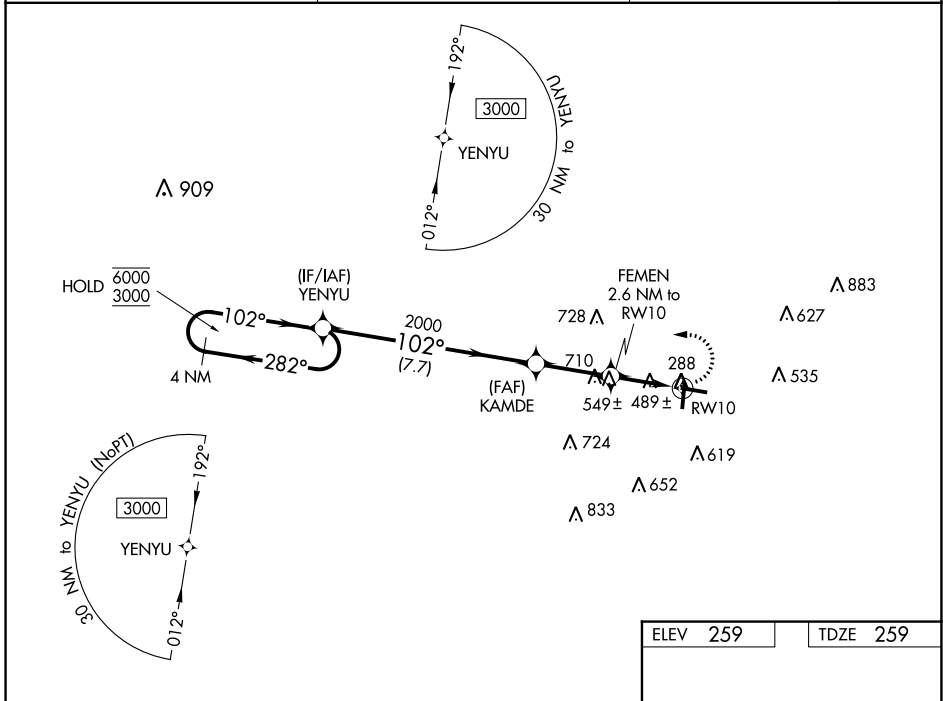 192°
3000
YENYU
30 NM to YENYU
012°
909
HOLD 6000
3000
(IF/IAF)
YENYU
102°
282°
4 NM
2000
102°
(7.7)
(FAF)
KAMDE
FEMEN
2.6 NM to
RW10
728
710
549±
489±
288
RW10
883
627
535
724
619
652
833
30 NM to YENYU (NoPT)
192°
3000
YENYU
012°
ELEV 259
TDZE 259